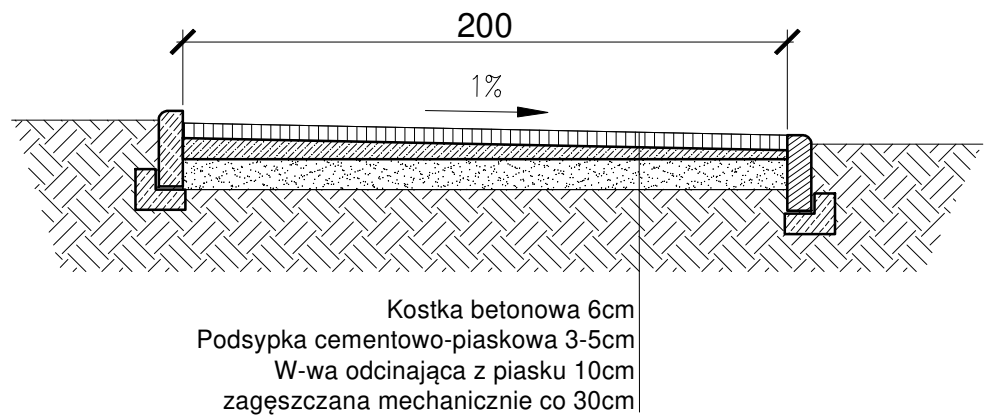 200
1%
Kostka betonowa 6cm
Podsypka cementowo-piaskowa 3-5cm
W-wa odcinająca z piasku 10cm
zagęszczana mechanicznie co 30cm